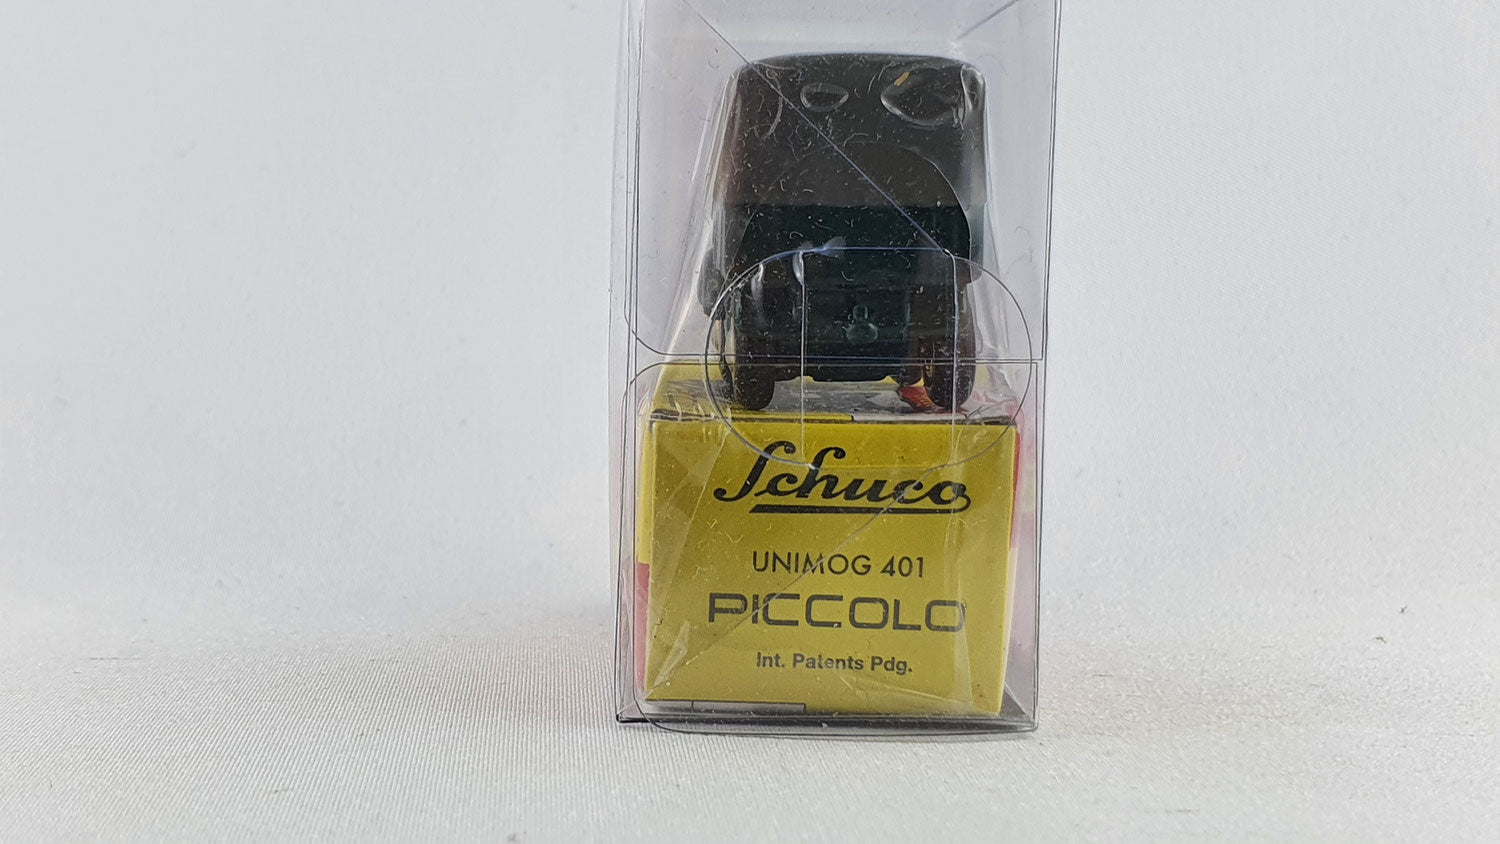 Schuco
UNIMOG 401
PICCOLO
Int. Patents Pdg.